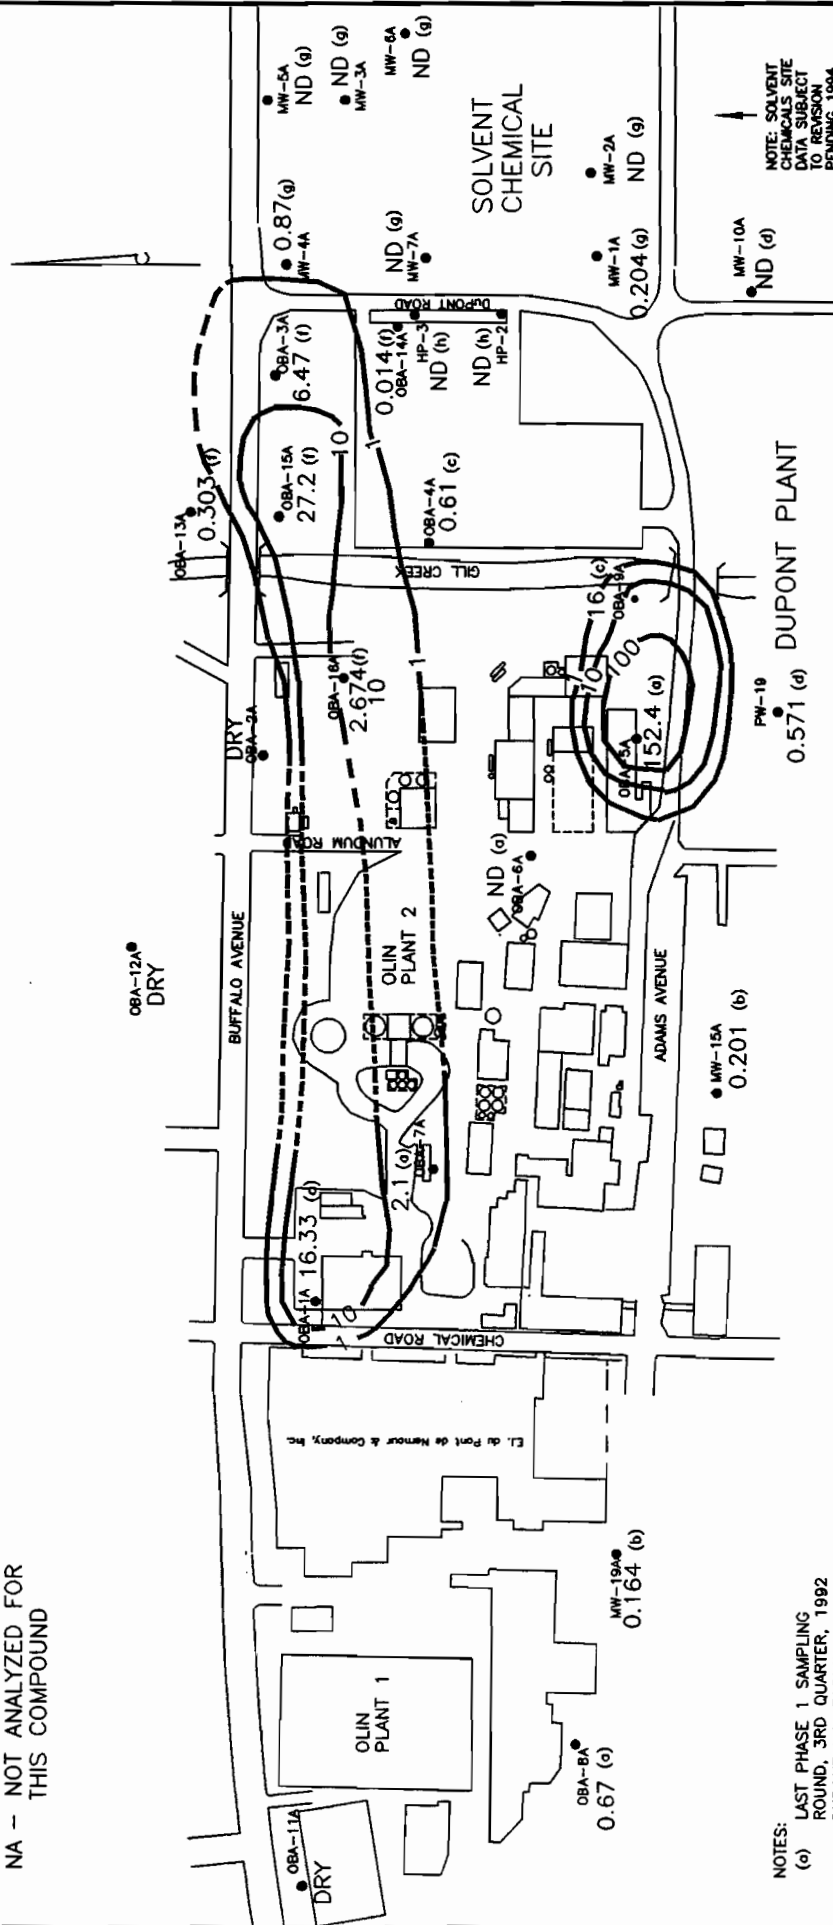 NA – NOT ANALYZED FOR
THIS COMPOUND
OBA-11A
DRY
OLIN
PLANT 1
OBA-8A
0.67 (a)
MW-19A
0.164 (b)
E.I. du Pont de Nemour & Company, Inc.
CHEMICAL ROAD
OBA-1A
16.33 (c)
10
1
2.1 (a)
OBA-7A
BUFFALO AVENUE
OBA-12A
DRY
OLIN
PLANT 2
ADAMS AVENUE
MW-15A
0.201 (b)
ALUNDUM ROAD
ND (a)
OBA-6A
DRY
OBA-2A
OBA-16A
2.674(f)
10
1
OBA-5A
152.4 (a)
100
10
1
16 (c)
OBA-9A
PW-19
0.571 (d)
DUPONT PLANT
GILL CREEK
OBA-13A
0.303 (f)
OBA-15A
27.2 (f)
10
1
OBA-4A
0.61 (c)
OBA-3A
6.47 (f)
0.014(f)
OBA-14A
HP-3
ND (h)
ND (h)
HP-2
DuPONT ROAD
0.87(g)
MW-4A
ND (g)
MW-7A
MW-1A
0.204(g)
MW-10A
ND (d)
SOLVENT
CHEMICAL
SITE
MW-2A
ND (g)
MW-5A
ND (g)
ND (g)
MW-3A
MW-6A
ND (g)
NOTE: SOLVENT
CHEMICALS SITE
DATA SUBJECT
TO REVISION
PENDING 1994
NOTES:
(a) LAST PHASE 1 SAMPLING
ROUND, 3RD QUARTER, 1992